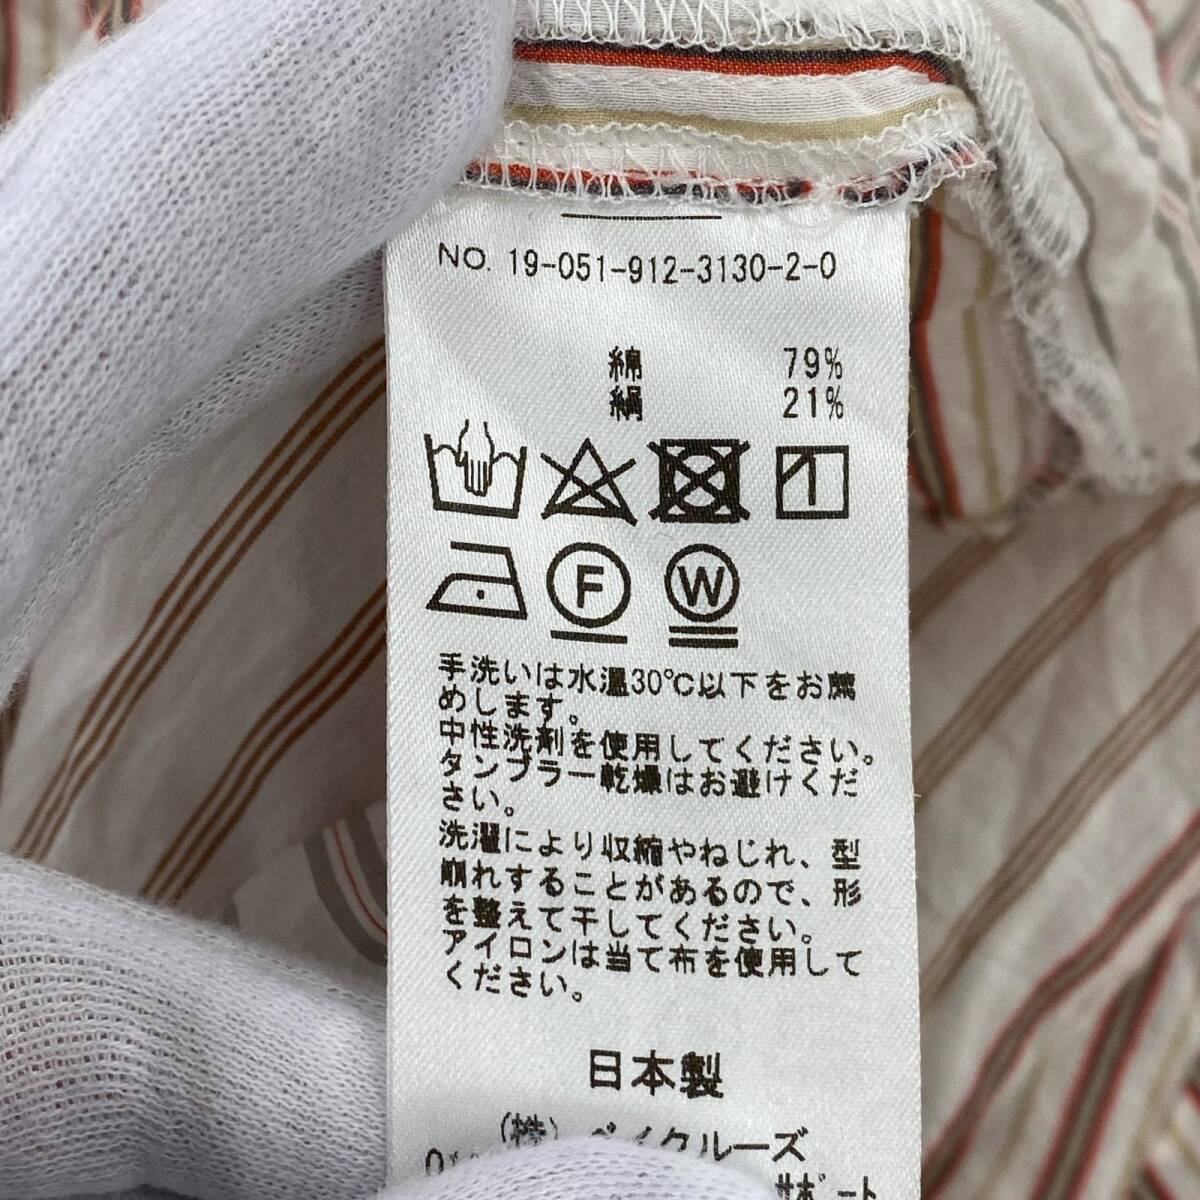 NO. 19-051-912-3130-2-0
綿 79%
絹 21%
F W
手洗いは水温30℃以下をお薦
めします。
中性洗剤を使用してください。
タンブラー乾燥はお避けくだ
さい。
洗濯により収縮やねじれ、型
崩れすることがあるので、形
を整えて干してください。
アイロンは当て布を使用して
ください。
日本製
(株)ベイクルーズ
サポート